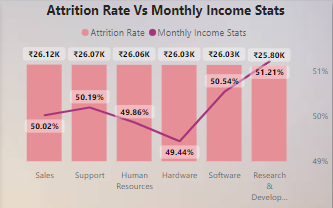 Attrition Rate Vs Monthly Income Stats
Attrition Rate Monthly Income Stats
₹26.12K ₹26.07K ₹26.06K ₹26.03K ₹26.03K ₹25.80K
51%
51.21%
50.54%
50.19%
49.86%
50.02%
50%
49.44%
49%
Sales Support Human Hardware Software Research
Resources &
Develop...